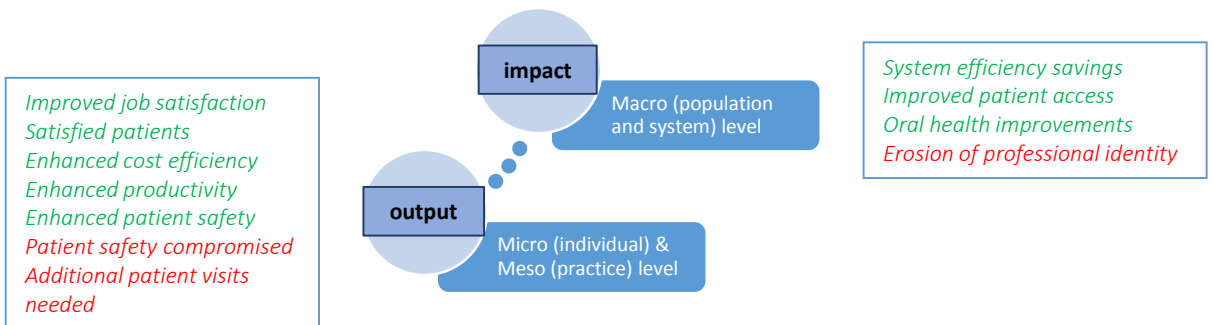 Improved job satisfaction
Satisfied patients
Enhanced cost efficiency
Enhanced productivity
Enhanced patient safety
Patient safety compromised
Additional patient visits
needed
impact
Macro (population
and system) level
output
Micro (individual) &
Meso (practice) level
System efficiency savings
Improved patient access
Oral health improvements
Erosion of professional identity